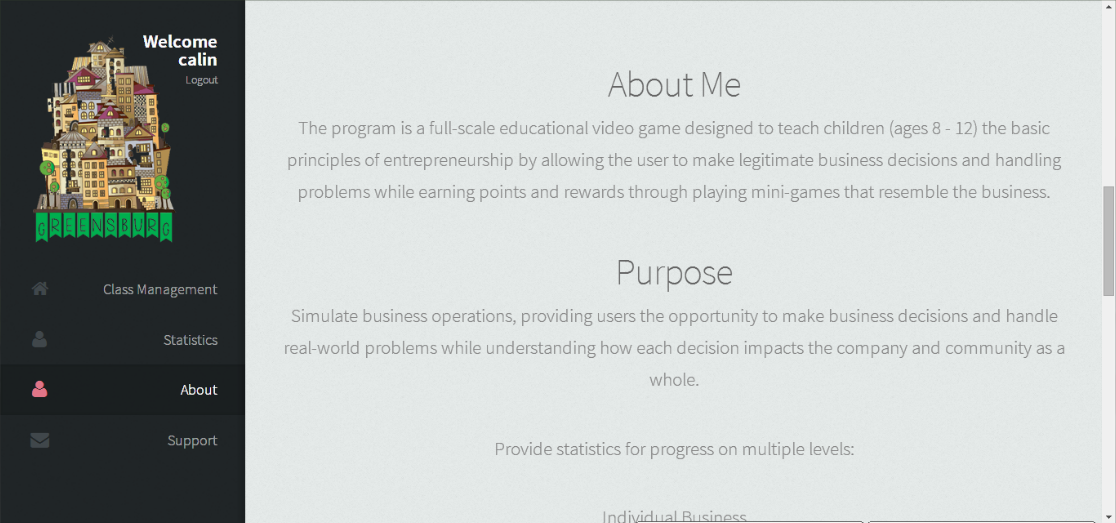 Welcome
calin
Logout
GREENSBURG
Class Management
Statistics
About
Support
About Me
The program is a full-scale educational video game designed to teach children (ages 8 - 12) the basic
principles of entrepreneurship by allowing the user to make legitimate business decisions and handling
problems while earning points and rewards through playing mini-games that resemble the business.
Purpose
Simulate business operations, providing users the opportunity to make business decisions and handle
real-world problems while understanding how each decision impacts the company and community as a
whole.
Provide statistics for progress on multiple levels:
Individual Business